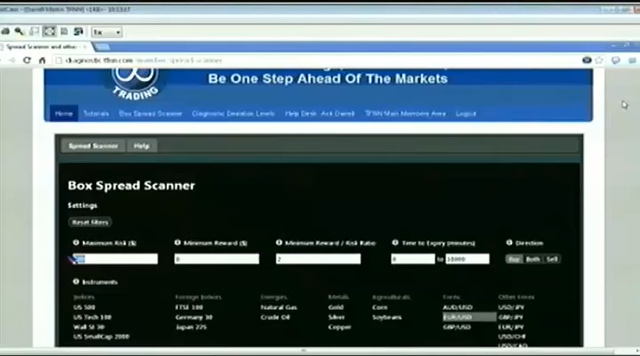 1x
Spread Scanner and other
Be One Step Ahead Of The Markets
TRADING
Home Tutorials Box Spread Scanner Diagnostic Deviation Levels Help Desk - Ask Darrell TFNN Main Members Area Logout
Spread Scanner Help
Box Spread Scanner
Settings
Reset filters
Maximum Risk ($) Minimum Reward ($) Minimum Reward / Risk Ratio Time to Expiry (minutes) Direction
0 2 0 to 10000 Buy Both Sell
Instruments
Indices Foreign Indices Energies Metals Agriculturals Forex Other Forex
US 500 FTSE 100 Natural Gas Gold Corn AUD/USD USD/JPY
US Tech 100 Germany 30 Crude Oil Silver Soybeans EUR/USD GBP/JPY
Wall St 30 Japan 225 Copper GBP/USD EUR/JPY
US SmallCap 2000 USD/CHF
USD/CAD